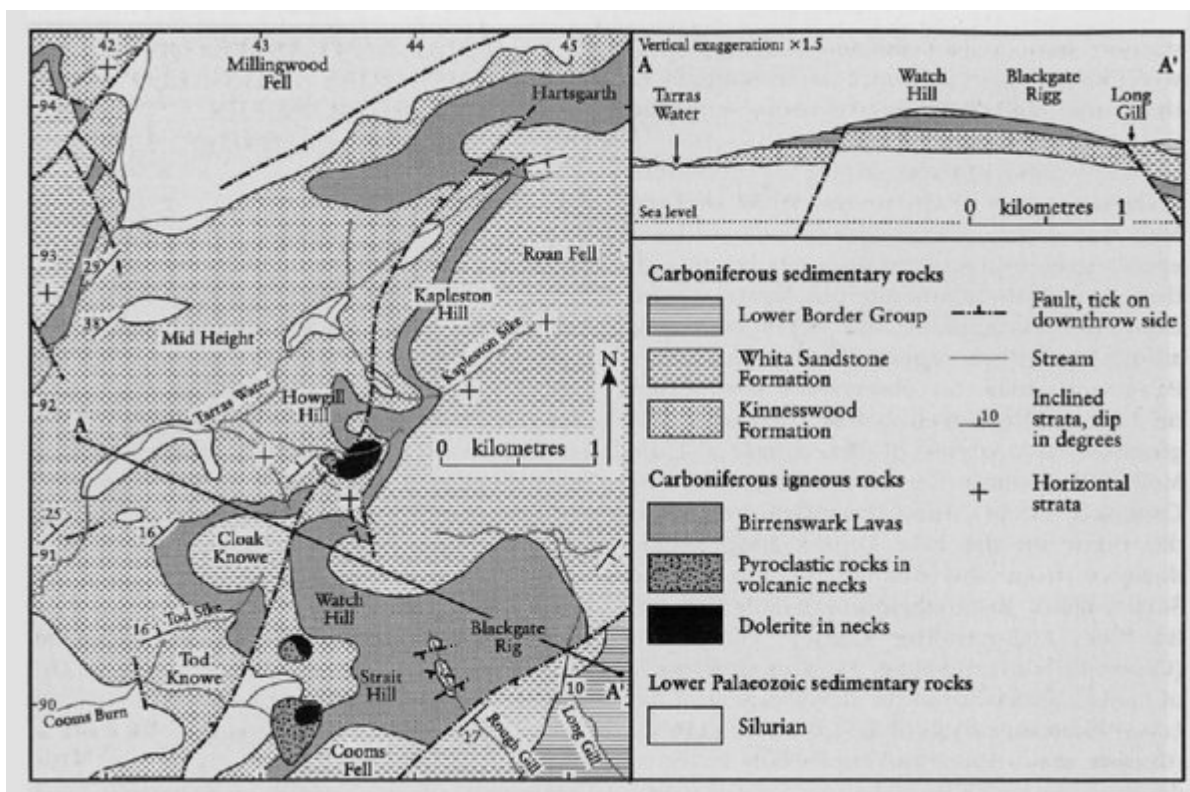 42
43
44
45
Millingwood
Fell
94
Hartsgarth
93
25
38
Roan Fell
Kapleston
Hill
Mid Height
Kapleston Sike
N
Tarras Water
Howgill
Hill
92
A
0 kilometres 1
25
16
Cloak
Knowe
91
Watch
Hill
Tod Sike
16
Blackgate
Rig
Tod
Knowe
Strait
Hill
90
Cooms Burn
10
A'
17
Rough Gill
Long Gill
Cooms
Fell
Vertical exaggeration: ×1.5
A
A'
Tarras
Water
Watch
Hill
Blackgate
Rigg
Long
Gill
Sea level
0 kilometres 1
Carboniferous sedimentary rocks
Lower Border Group
Whita Sandstone
Formation
Kinnesswood
Formation
Carboniferous igneous rocks
Birrenswark Lavas
Pyroclastic rocks in
volcanic necks
Dolerite in necks
Lower Palaeozoic sedimentary rocks
Silurian
Fault, tick on
downthrow side
Stream
10
Inclined
strata, dip
in degrees
Horizontal
strata